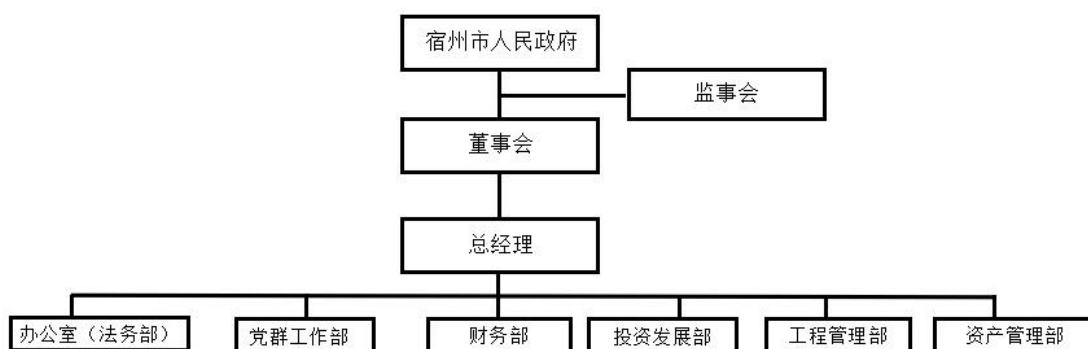 宿州市人民政府
监事会
董事会
总经理
办公室（法务部）
党群工作部
财务部
投资发展部
工程管理部
资产管理部